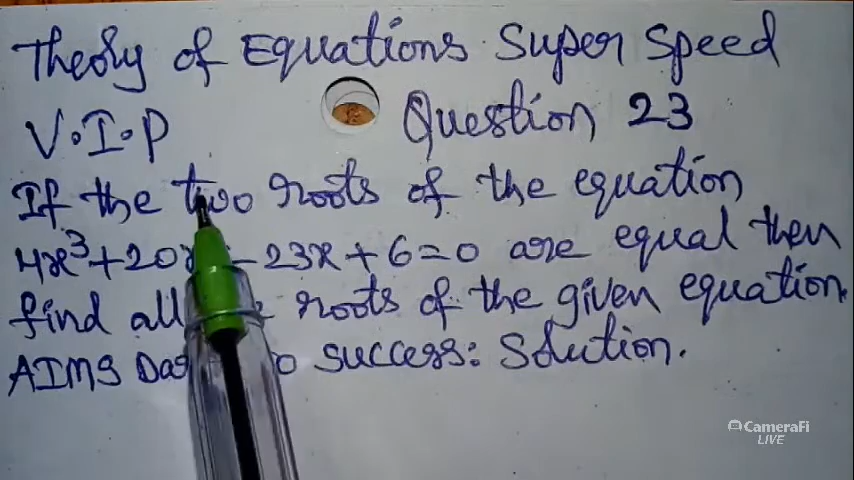 Theory of Equations Super Speed
V.I.P Question 23
If the two roots of the equation
4x³+20x - 23x + 6 = 0 are equal then
find all roots of the given equation.
AIMS to success: Solution.
CameraFi
LIVE